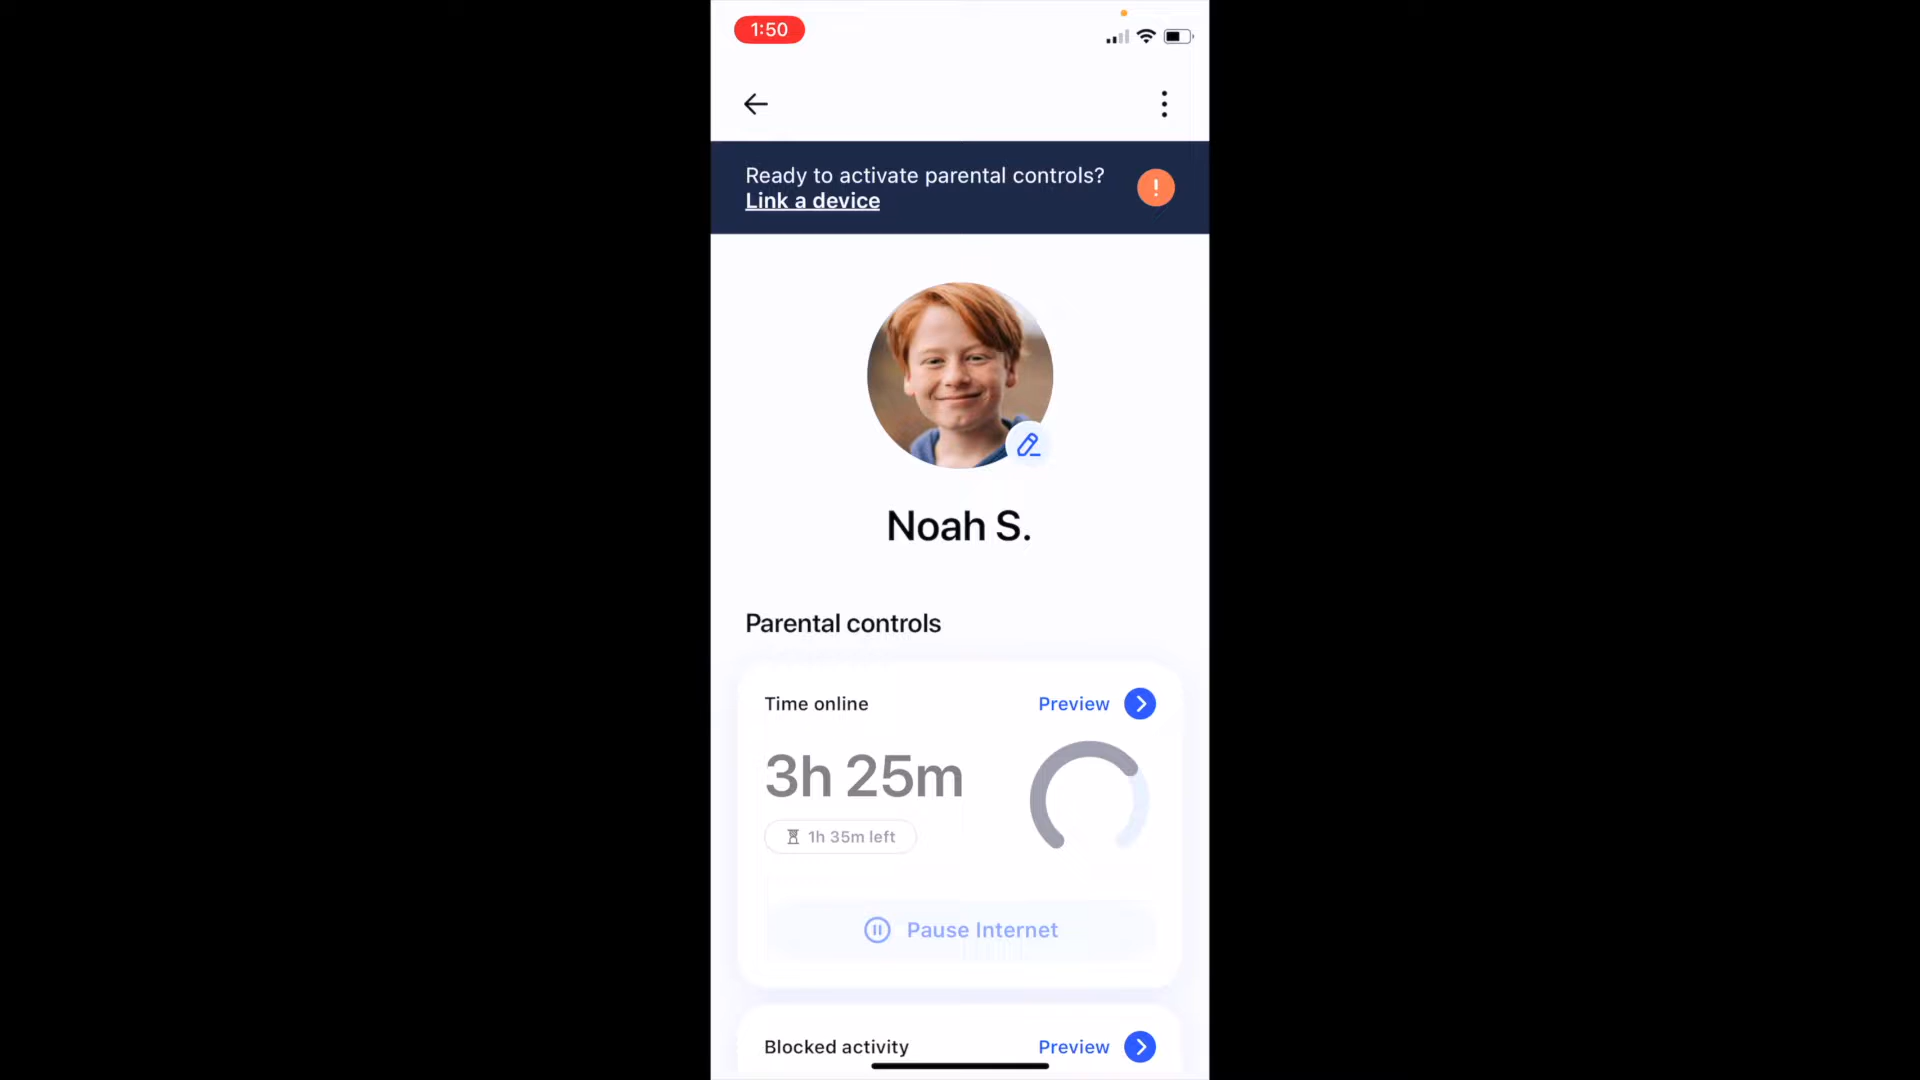 1:50
Ready to activate parental controls?
Link a device
Noah S.
Parental controls
Time online
Preview
3h 25m
1h 35m left
Pause Internet
Blocked activity
Preview